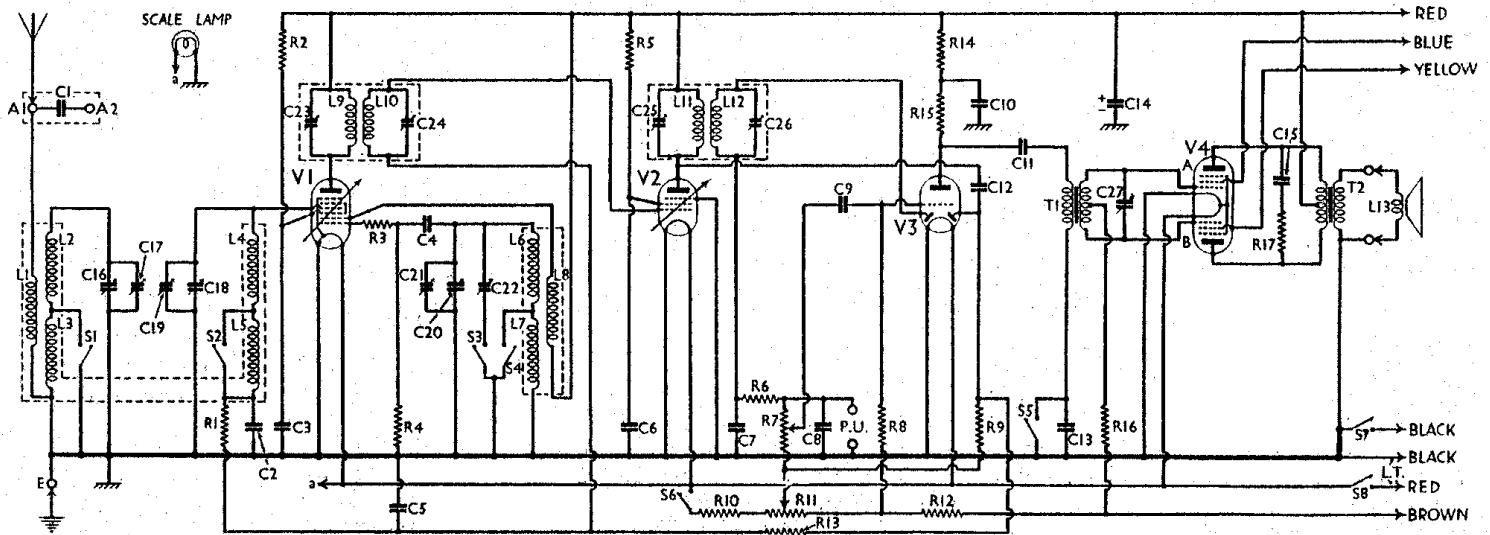 SCALE LAMP
a
RED
BLUE
YELLOW
R2
R5
R14
C1
A1
A2
L9
L10
C23
C24
L11
L12
C25
C26
R15
C10
C14
C11
V1
V2
V3
V4
A
B
C15
C9
C12
T1
C27
R17
T2
L13
R3
C4
L1
L2
L3
C16
C17
C19
C18
L4
L5
S1
S2
C21
C20
C22
L6
L7
L8
S3
S4
R1
C2
C3
R4
C6
C7
R6
R7
C8
P.U.
R8
R9
S5
C13
R16
S7
BLACK
BLACK
L.T.
E
a
S8
RED
C5
S6
R10
R11
R12
R13
BROWN